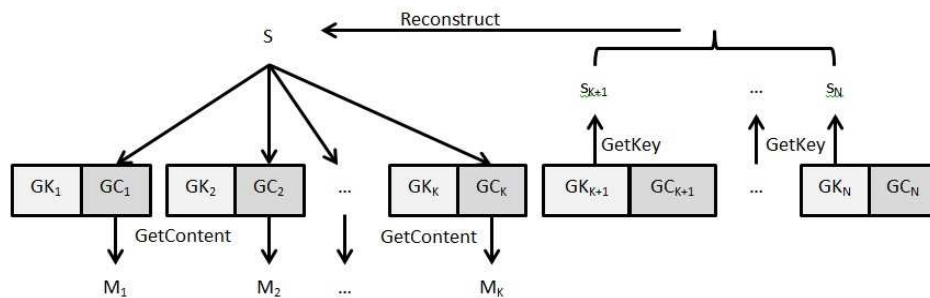 Reconstruct
S
s_{K+1} ... s_N
GetKey GetKey
GK_1 GC_1 GK_2 GC_2 ... GK_K GC_K GK_{K+1} GC_{K+1} ... GK_N GC_N
GetContent GetContent
M_1 M_2 ... M_K